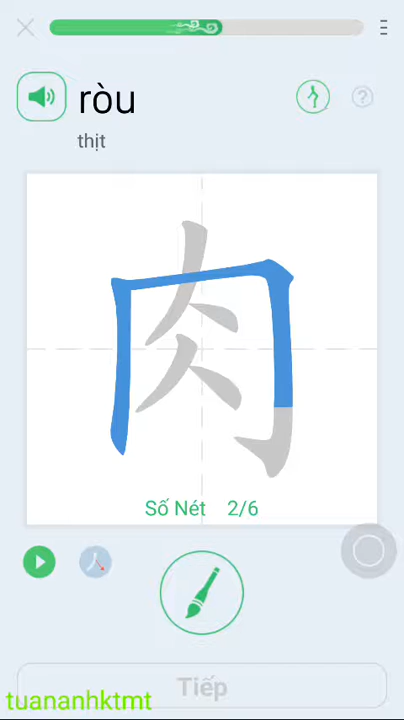 ròu
thịt
肉
Số Nét 2/6
Tiếp
tuananhktmt